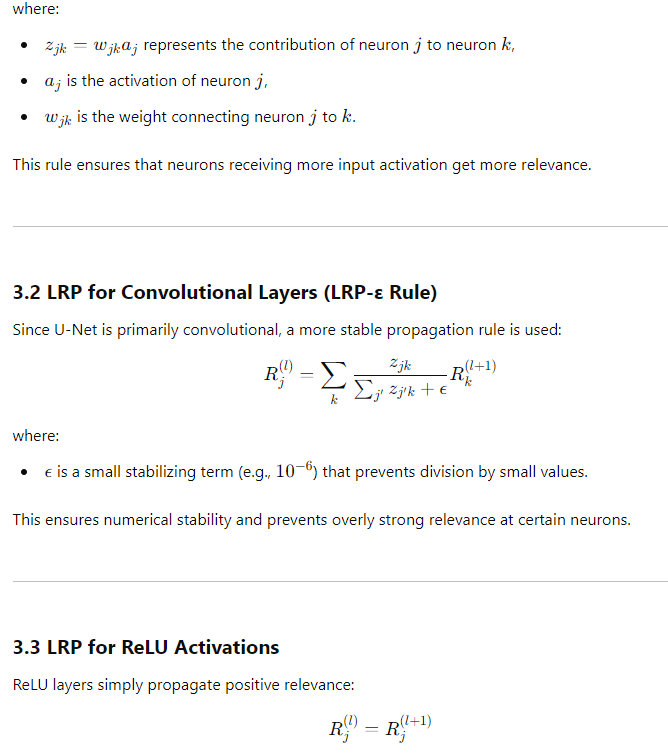 where:
• z_{jk} = w_{jk}a_j represents the contribution of neuron j to neuron k,
• a_j is the activation of neuron j,
• w_{jk} is the weight connecting neuron j to k.
This rule ensures that neurons receiving more input activation get more relevance.
3.2 LRP for Convolutional Layers (LRP-ε Rule)
Since U-Net is primarily convolutional, a more stable propagation rule is used:
R_j^{(l)} = \sum_k \frac{z_{jk}}{\sum_{j'} z_{j'k} + ϵ} R_k^{(l+1)}
where:
• ϵ is a small stabilizing term (e.g., 10^{-6}) that prevents division by small values.
This ensures numerical stability and prevents overly strong relevance at certain neurons.
3.3 LRP for ReLU Activations
ReLU layers simply propagate positive relevance:
R_j^{(l)} = R_j^{(l+1)}